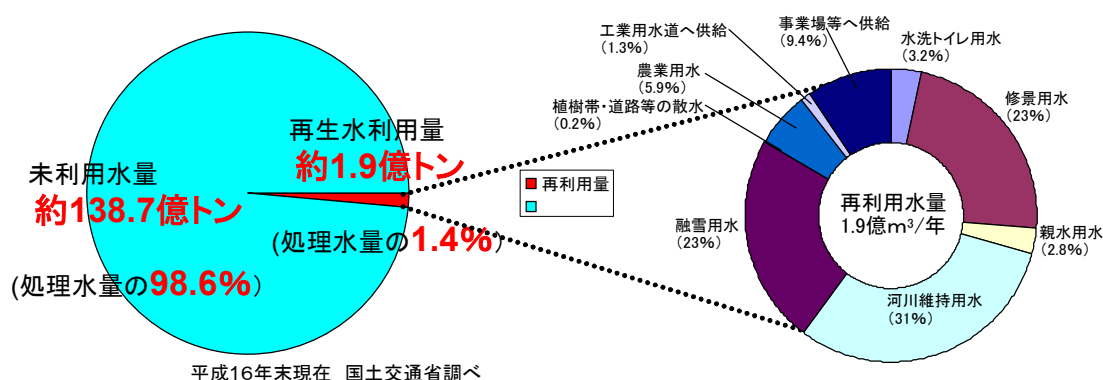 未利用水量
約138.7億トン
(処理水量の98.6%)
再生水利用量
約1.9億トン
(処理水量の1.4%)
平成16年末現在 国土交通省調べ
再利用量
事業場等へ供給
(9.4%)
工業用水道へ供給
(1.3%)
農業用水
(5.9%)
植樹帯・道路等の散水
(0.2%)
水洗トイレ用水
(3.2%)
修景用水
(23%)
親水用水
(2.8%)
河川維持用水
(31%)
融雪用水
(23%)
再利用水量
1.9億m³/年